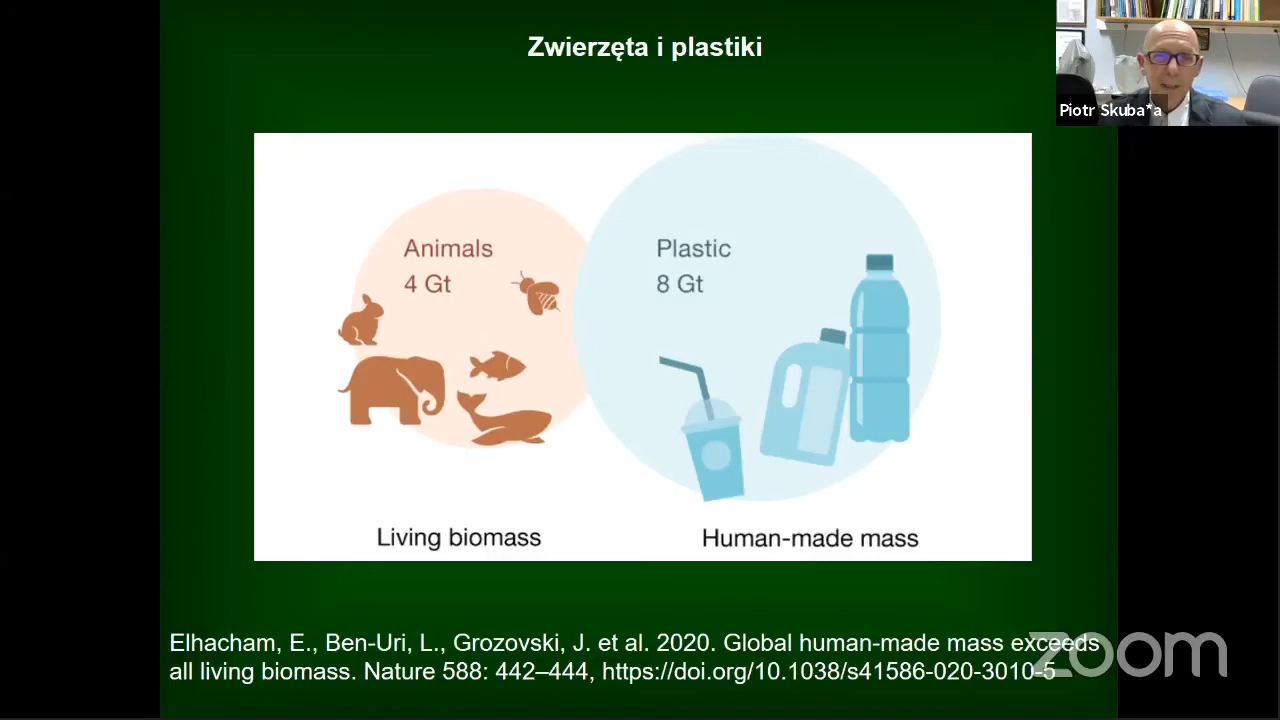 Zwierzęta i plastiki
Piotr Skuba*a
Animals
4 Gt
Plastic
8 Gt
Living biomass
Human-made mass
Elhacham, E., Ben-Uri, L., Grozovski, J. et al. 2020. Global human-made mass exceeds
all living biomass. Nature 588: 442–444, https://doi.org/10.1038/s41586-020-3010-5
zoom